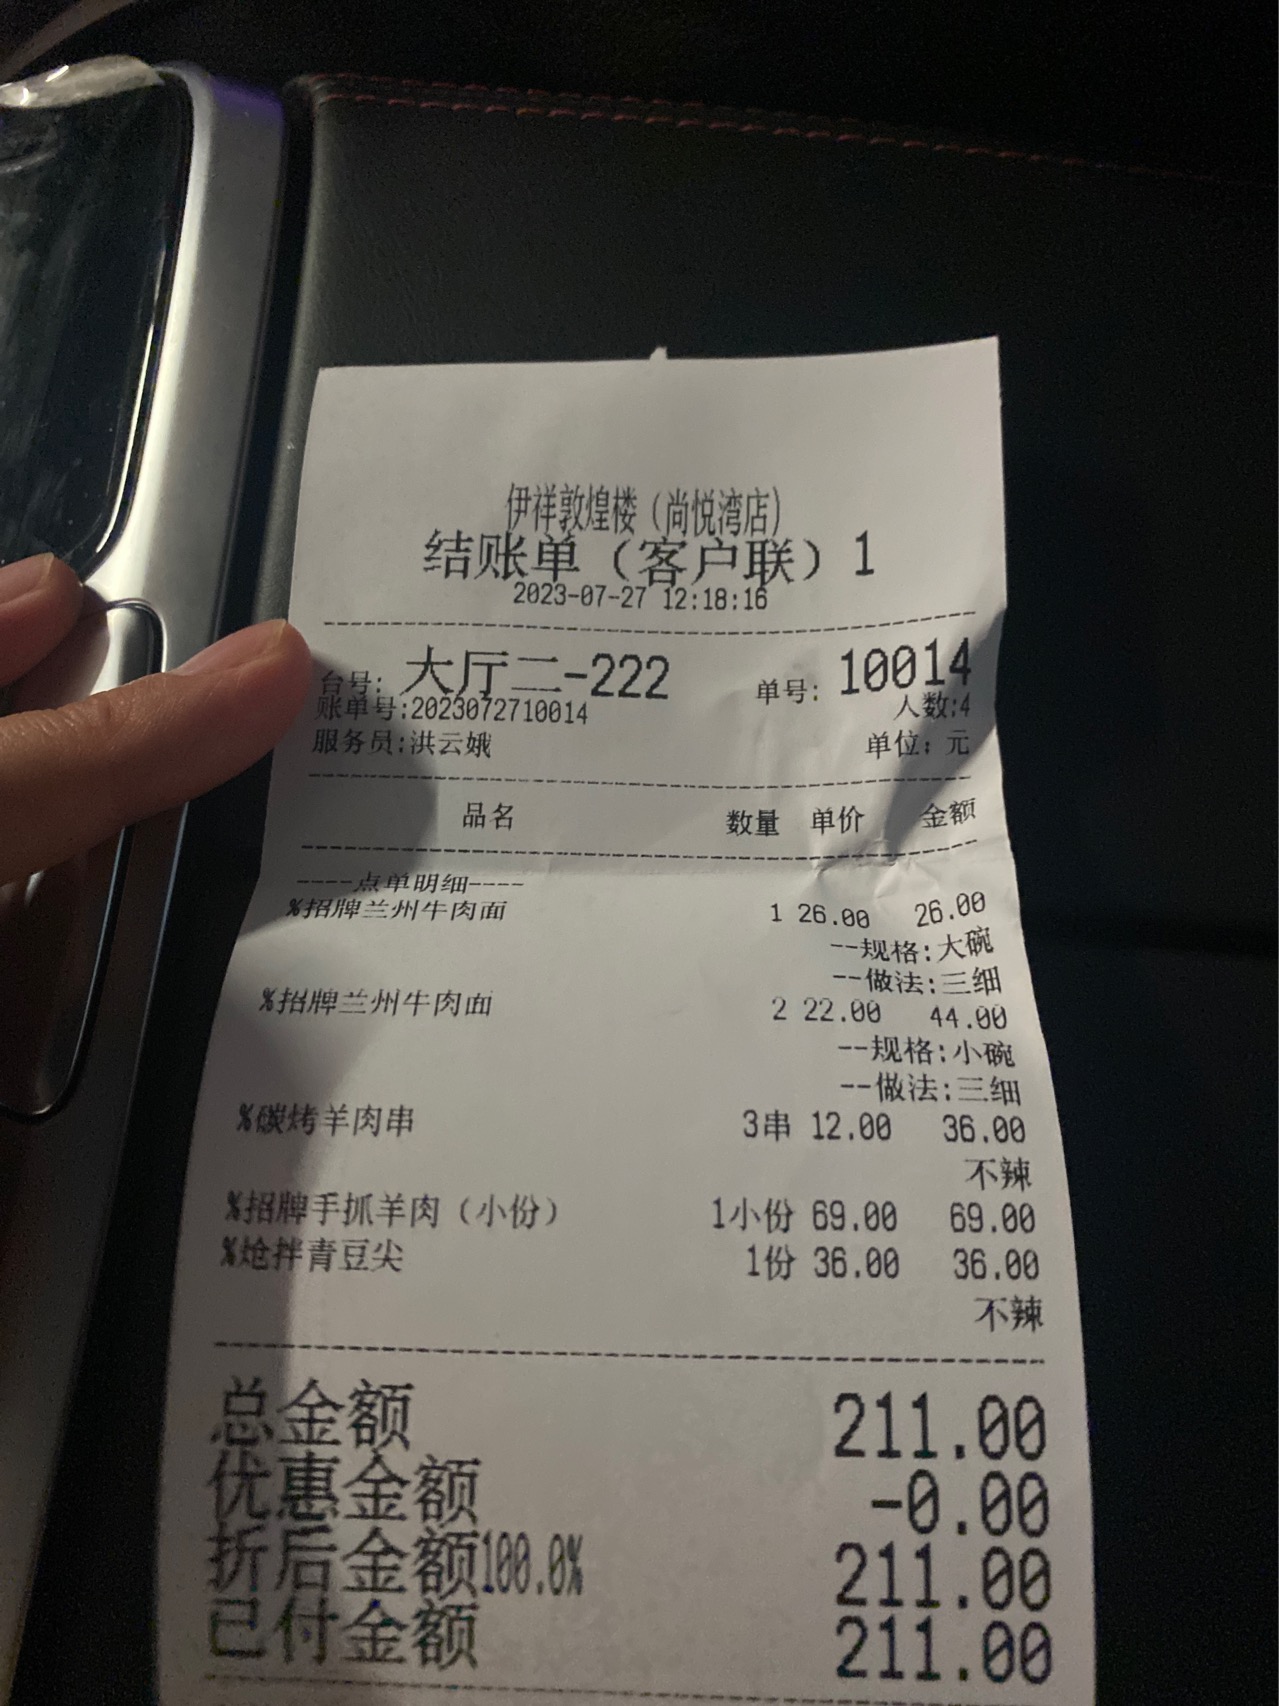 伊祥敦煌楼（尚悦湾店）
结账单（客户联）1
2023-07-27 12:18:16
台号: 大厅二-222 单号: 10014
账单号:2023072710014 人数:4
服务员:洪云娥 单位: 元
品名 数量 单价 金额
----点单明细----
%招牌兰州牛肉面 1 26.00 26.00
--规格:大碗
--做法:三细
%招牌兰州牛肉面 2 22.00 44.00
--规格:小碗
--做法:三细
%碳烤羊肉串 3串 12.00 36.00
不辣
%招牌手抓羊肉（小份） 1小份 69.00 69.00
%炝拌青豆尖 1份 36.00 36.00
不辣
总金额 211.00
优惠金额 -0.00
折后金额100.0% 211.00
已付金额 211.00